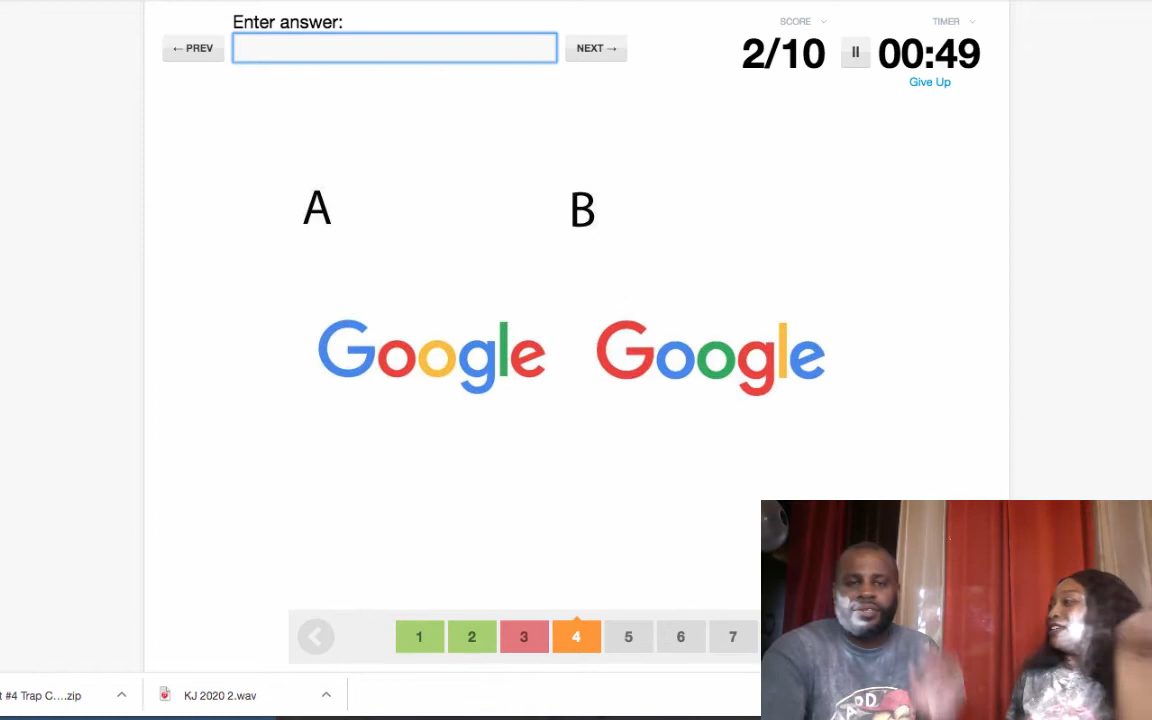 Enter answer:
← PREV
NEXT →
SCORE
2/10
TIMER
00:49
Give Up
A
B
Google
Google
1 2 3 4 5 6 7
t #4 Trap C....zip
KJ 2020 2.wav